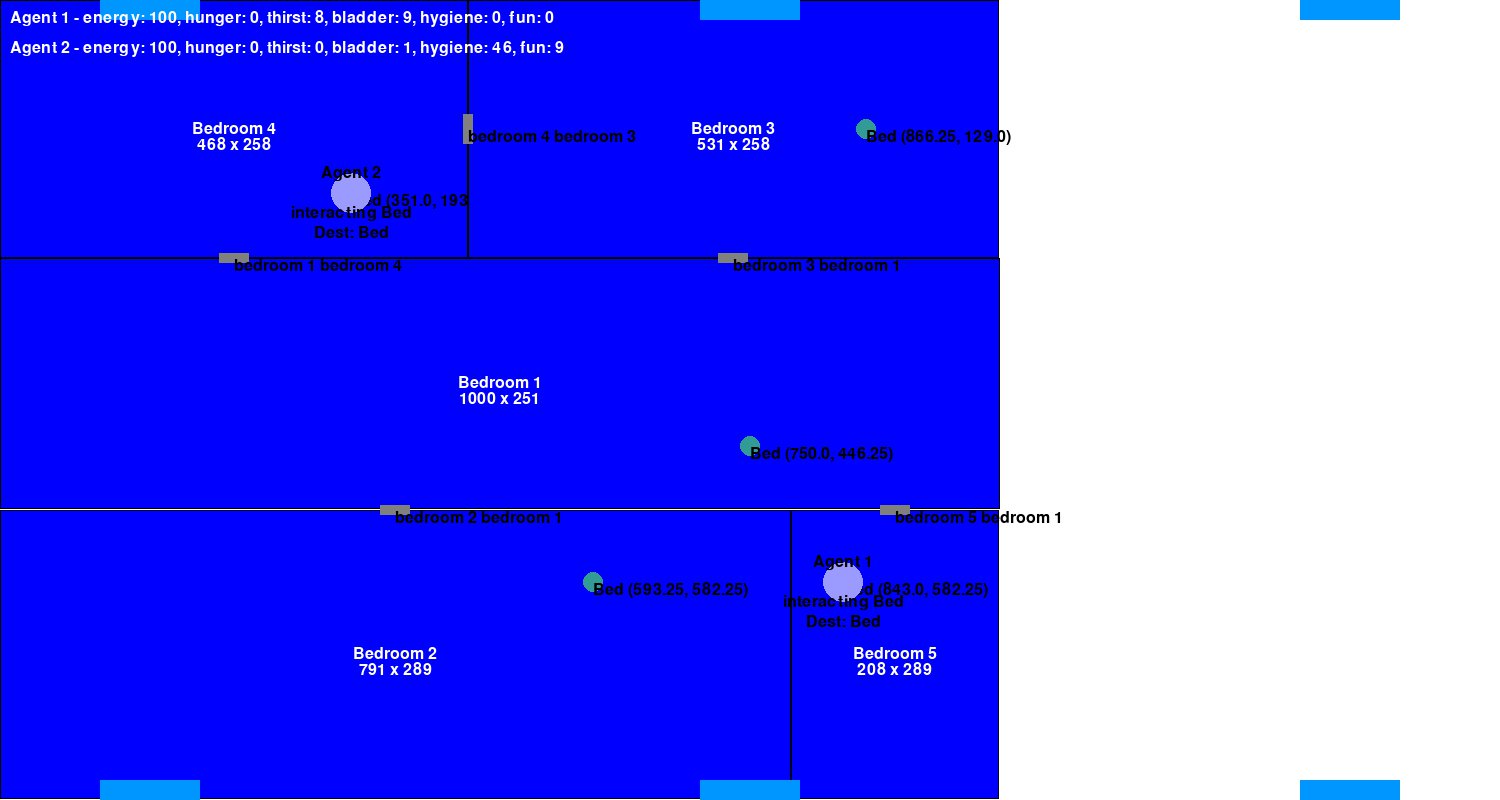 Agent 1 - energy: 100, hunger: 0, thirst: 8, bladder: 9, hygiene: 0, fun: 0
Agent 2 - energy: 100, hunger: 0, thirst: 0, bladder: 1, hygiene: 46, fun: 9
Bedroom 4
468 x 258
bedroom 4 bedroom 3
Bedroom 3
531 x 258
Bed (866.25, 129.0)
Agent 2
d (351.0, 193
interacting Bed
Dest: Bed
bedroom 1 bedroom 4
bedroom 3 bedroom 1
Bedroom 1
1000 x 251
Bed (750.0, 446.25)
bedroom 2 bedroom 1
bedroom 5 bedroom 1
Bed (593.25, 582.25)
Agent 1
d (843.0, 582.25)
interacting Bed
Dest: Bed
Bedroom 2
791 x 289
Bedroom 5
208 x 289